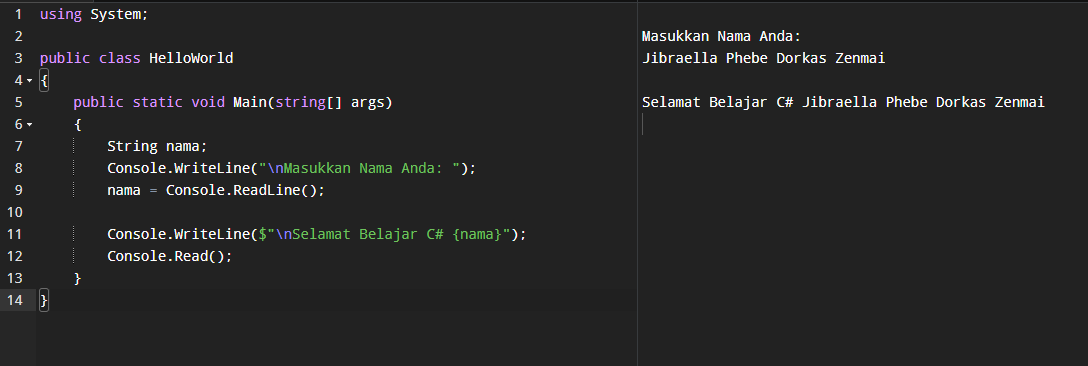 1 using System;
2
3 public class HelloWorld
4 {
5     public static void Main(string[] args)
6     {
7         String nama;
8         Console.WriteLine("\nMasukkan Nama Anda: ");
9         nama = Console.ReadLine();
10
11         Console.WriteLine($"\nSelamat Belajar C# {nama}");
12         Console.Read();
13     }
14 }
Masukkan Nama Anda:
Jibraella Phebe Dorkas Zenmai
Selamat Belajar C# Jibraella Phebe Dorkas Zenmai